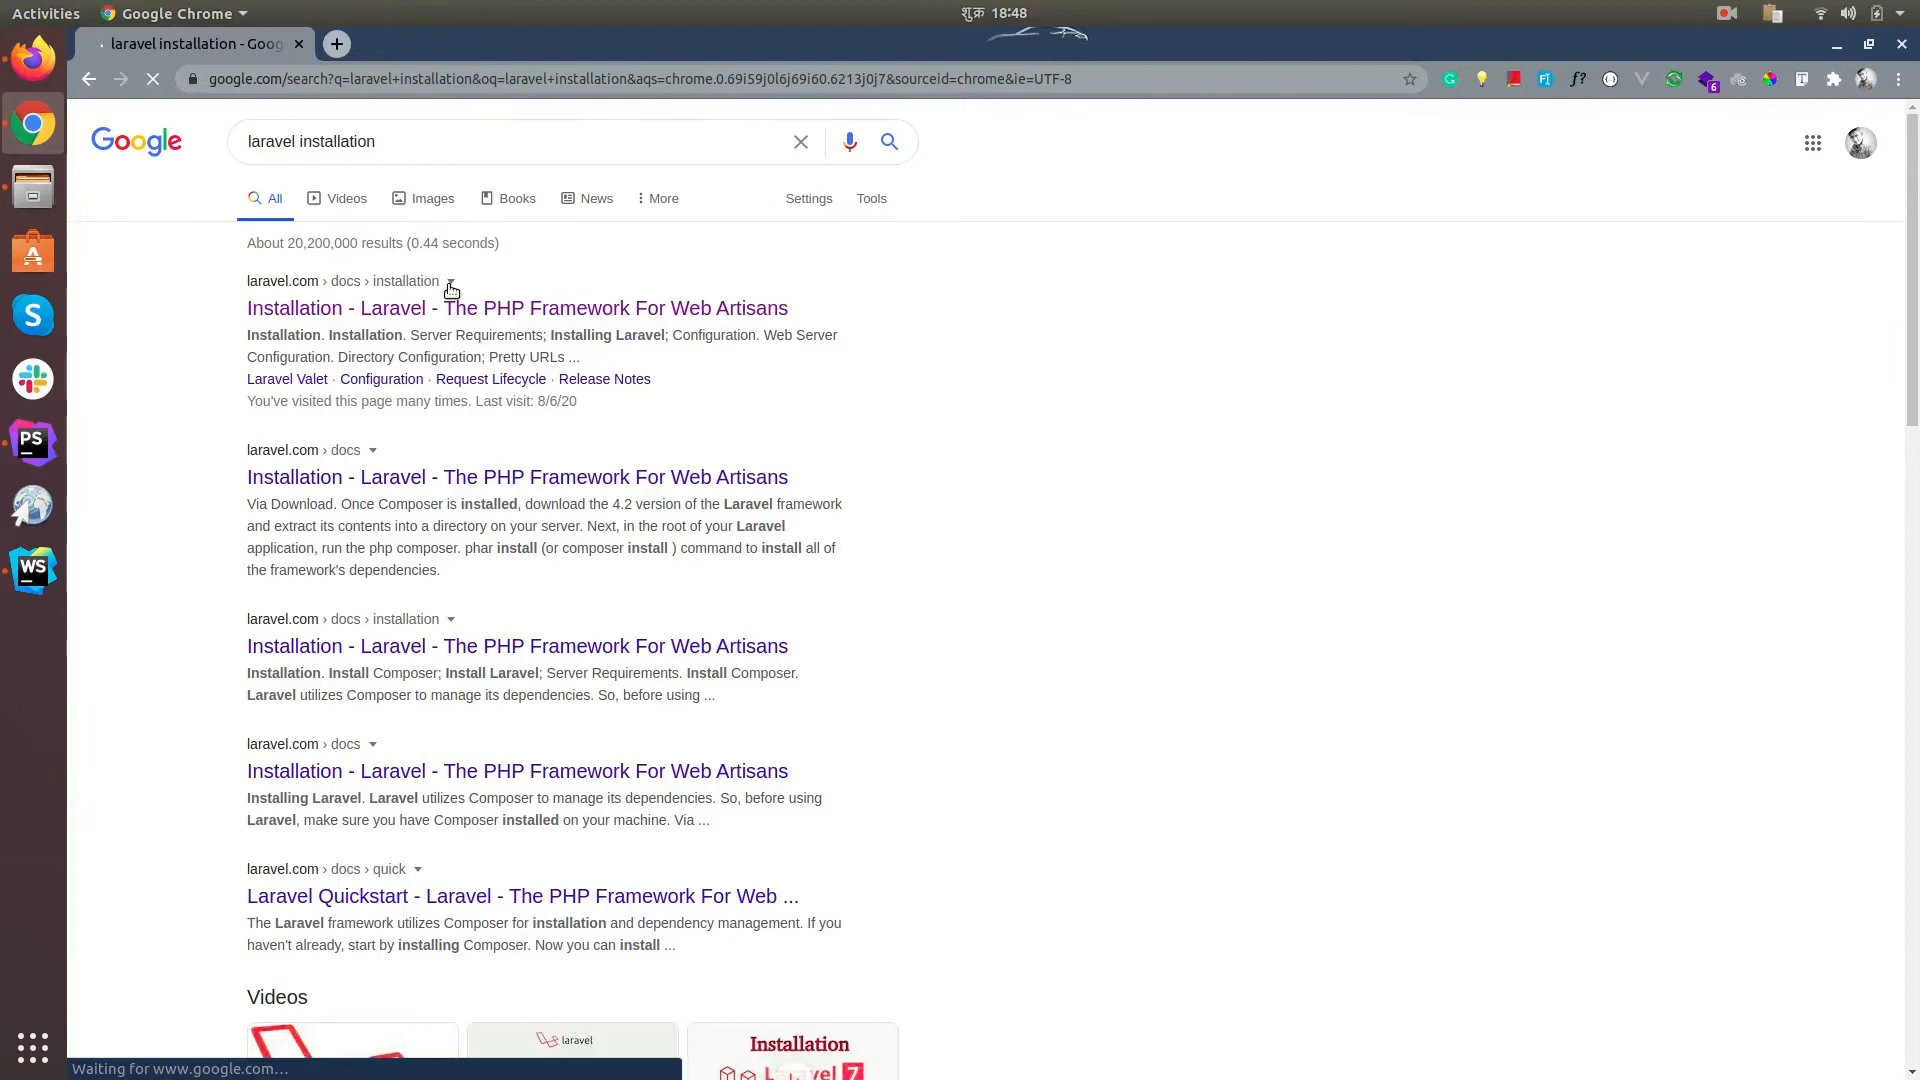 Activities Google Chrome शुक्र 18:48
laravel installation - Goog
google.com/search?q=laravel+installation&oq=laravel+installation&aqs=chrome.0.69i59j0l6j69i60.6213j0j7&sourceid=chrome&ie=UTF-8
6
Google laravel installation
All Videos Images Books News More Settings Tools
About 20,200,000 results (0.44 seconds)
laravel.com › docs › installation
Installation - Laravel - The PHP Framework For Web Artisans
Installation. Installation. Server Requirements; Installing Laravel; Configuration. Web Server
Configuration. Directory Configuration; Pretty URLs ...
Laravel Valet · Configuration · Request Lifecycle · Release Notes
You've visited this page many times. Last visit: 8/6/20
laravel.com › docs
Installation - Laravel - The PHP Framework For Web Artisans
Via Download. Once Composer is installed, download the 4.2 version of the Laravel framework
and extract its contents into a directory on your server. Next, in the root of your Laravel
application, run the php composer. phar install (or composer install ) command to install all of
the framework's dependencies.
laravel.com › docs › installation
Installation - Laravel - The PHP Framework For Web Artisans
Installation. Install Composer; Install Laravel; Server Requirements. Install Composer.
Laravel utilizes Composer to manage its dependencies. So, before using ...
laravel.com › docs
Installation - Laravel - The PHP Framework For Web Artisans
Installing Laravel. Laravel utilizes Composer to manage its dependencies. So, before using
Laravel, make sure you have Composer installed on your machine. Via ...
laravel.com › docs › quick
Laravel Quickstart - Laravel - The PHP Framework For Web ...
The Laravel framework utilizes Composer for installation and dependency management. If you
haven't already, start by installing Composer. Now you can install ...
Videos
laravel
Installation
Laravel 7
Waiting for www.google.com...
PS
WS